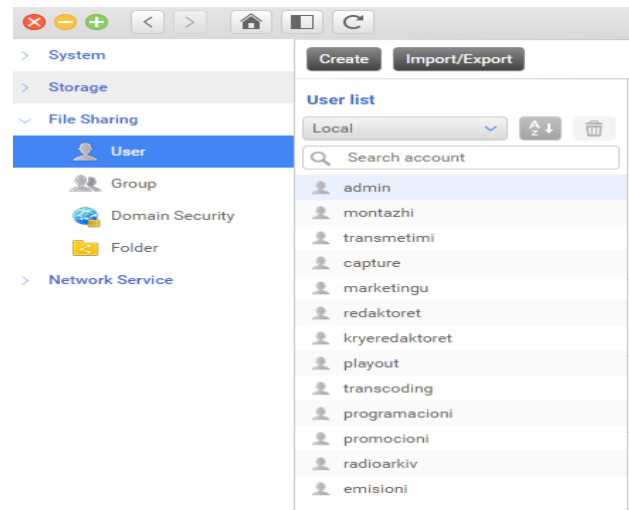 System
Storage
File Sharing
User
Group
Domain Security
Folder
Network Service
Create Import/Export
User list
Local
Search account
admin
montazhi
transmetimi
capture
marketingu
redaktoret
kryeredaktoret
playout
transcoding
programacioni
promocioni
radioarkiv
emisioni